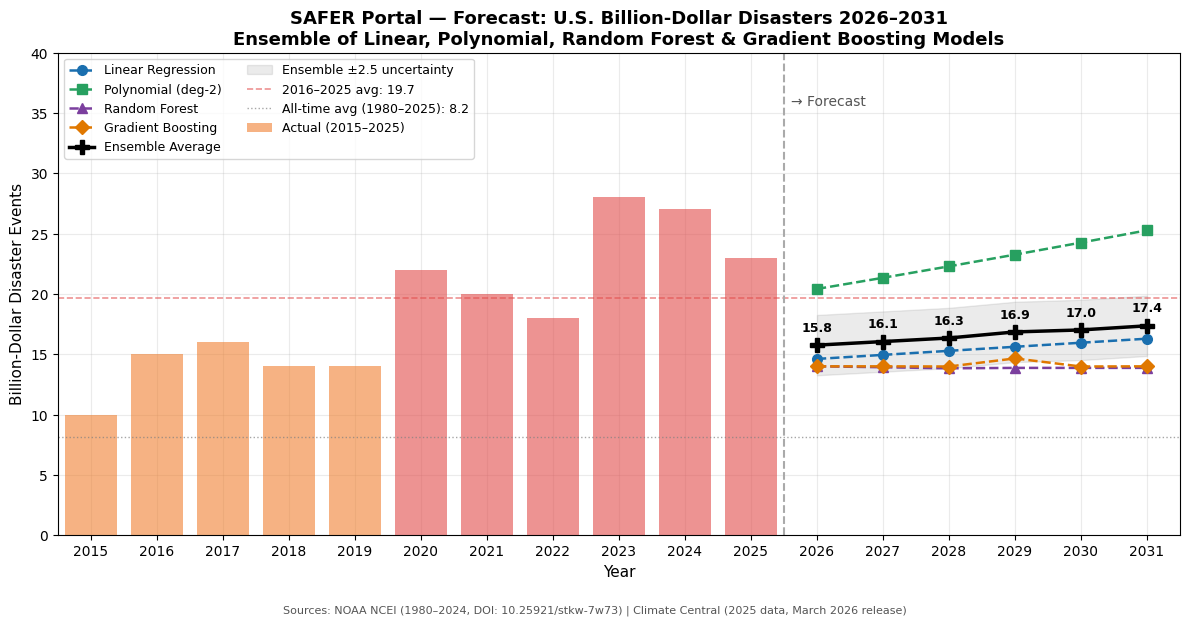 SAFER Portal — Forecast: U.S. Billion-Dollar Disasters 2026–2031
Ensemble of Linear, Polynomial, Random Forest & Gradient Boosting Models
Linear Regression
Polynomial (deg-2)
Random Forest
Gradient Boosting
Ensemble Average
Ensemble ±2.5 uncertainty
2016–2025 avg: 19.7
All-time avg (1980–2025): 8.2
Actual (2015–2025)
→ Forecast
Billion-Dollar Disaster Events
40
35
30
25
20
15
10
5
0
15.8
16.1
16.3
16.9
17.0
17.4
2015
2016
2017
2018
2019
2020
2021
2022
2023
2024
2025
2026
2027
2028
2029
2030
2031
Year
Sources: NOAA NCEI (1980–2024, DOI: 10.25921/stkw-7w73) | Climate Central (2025 data, March 2026 release)